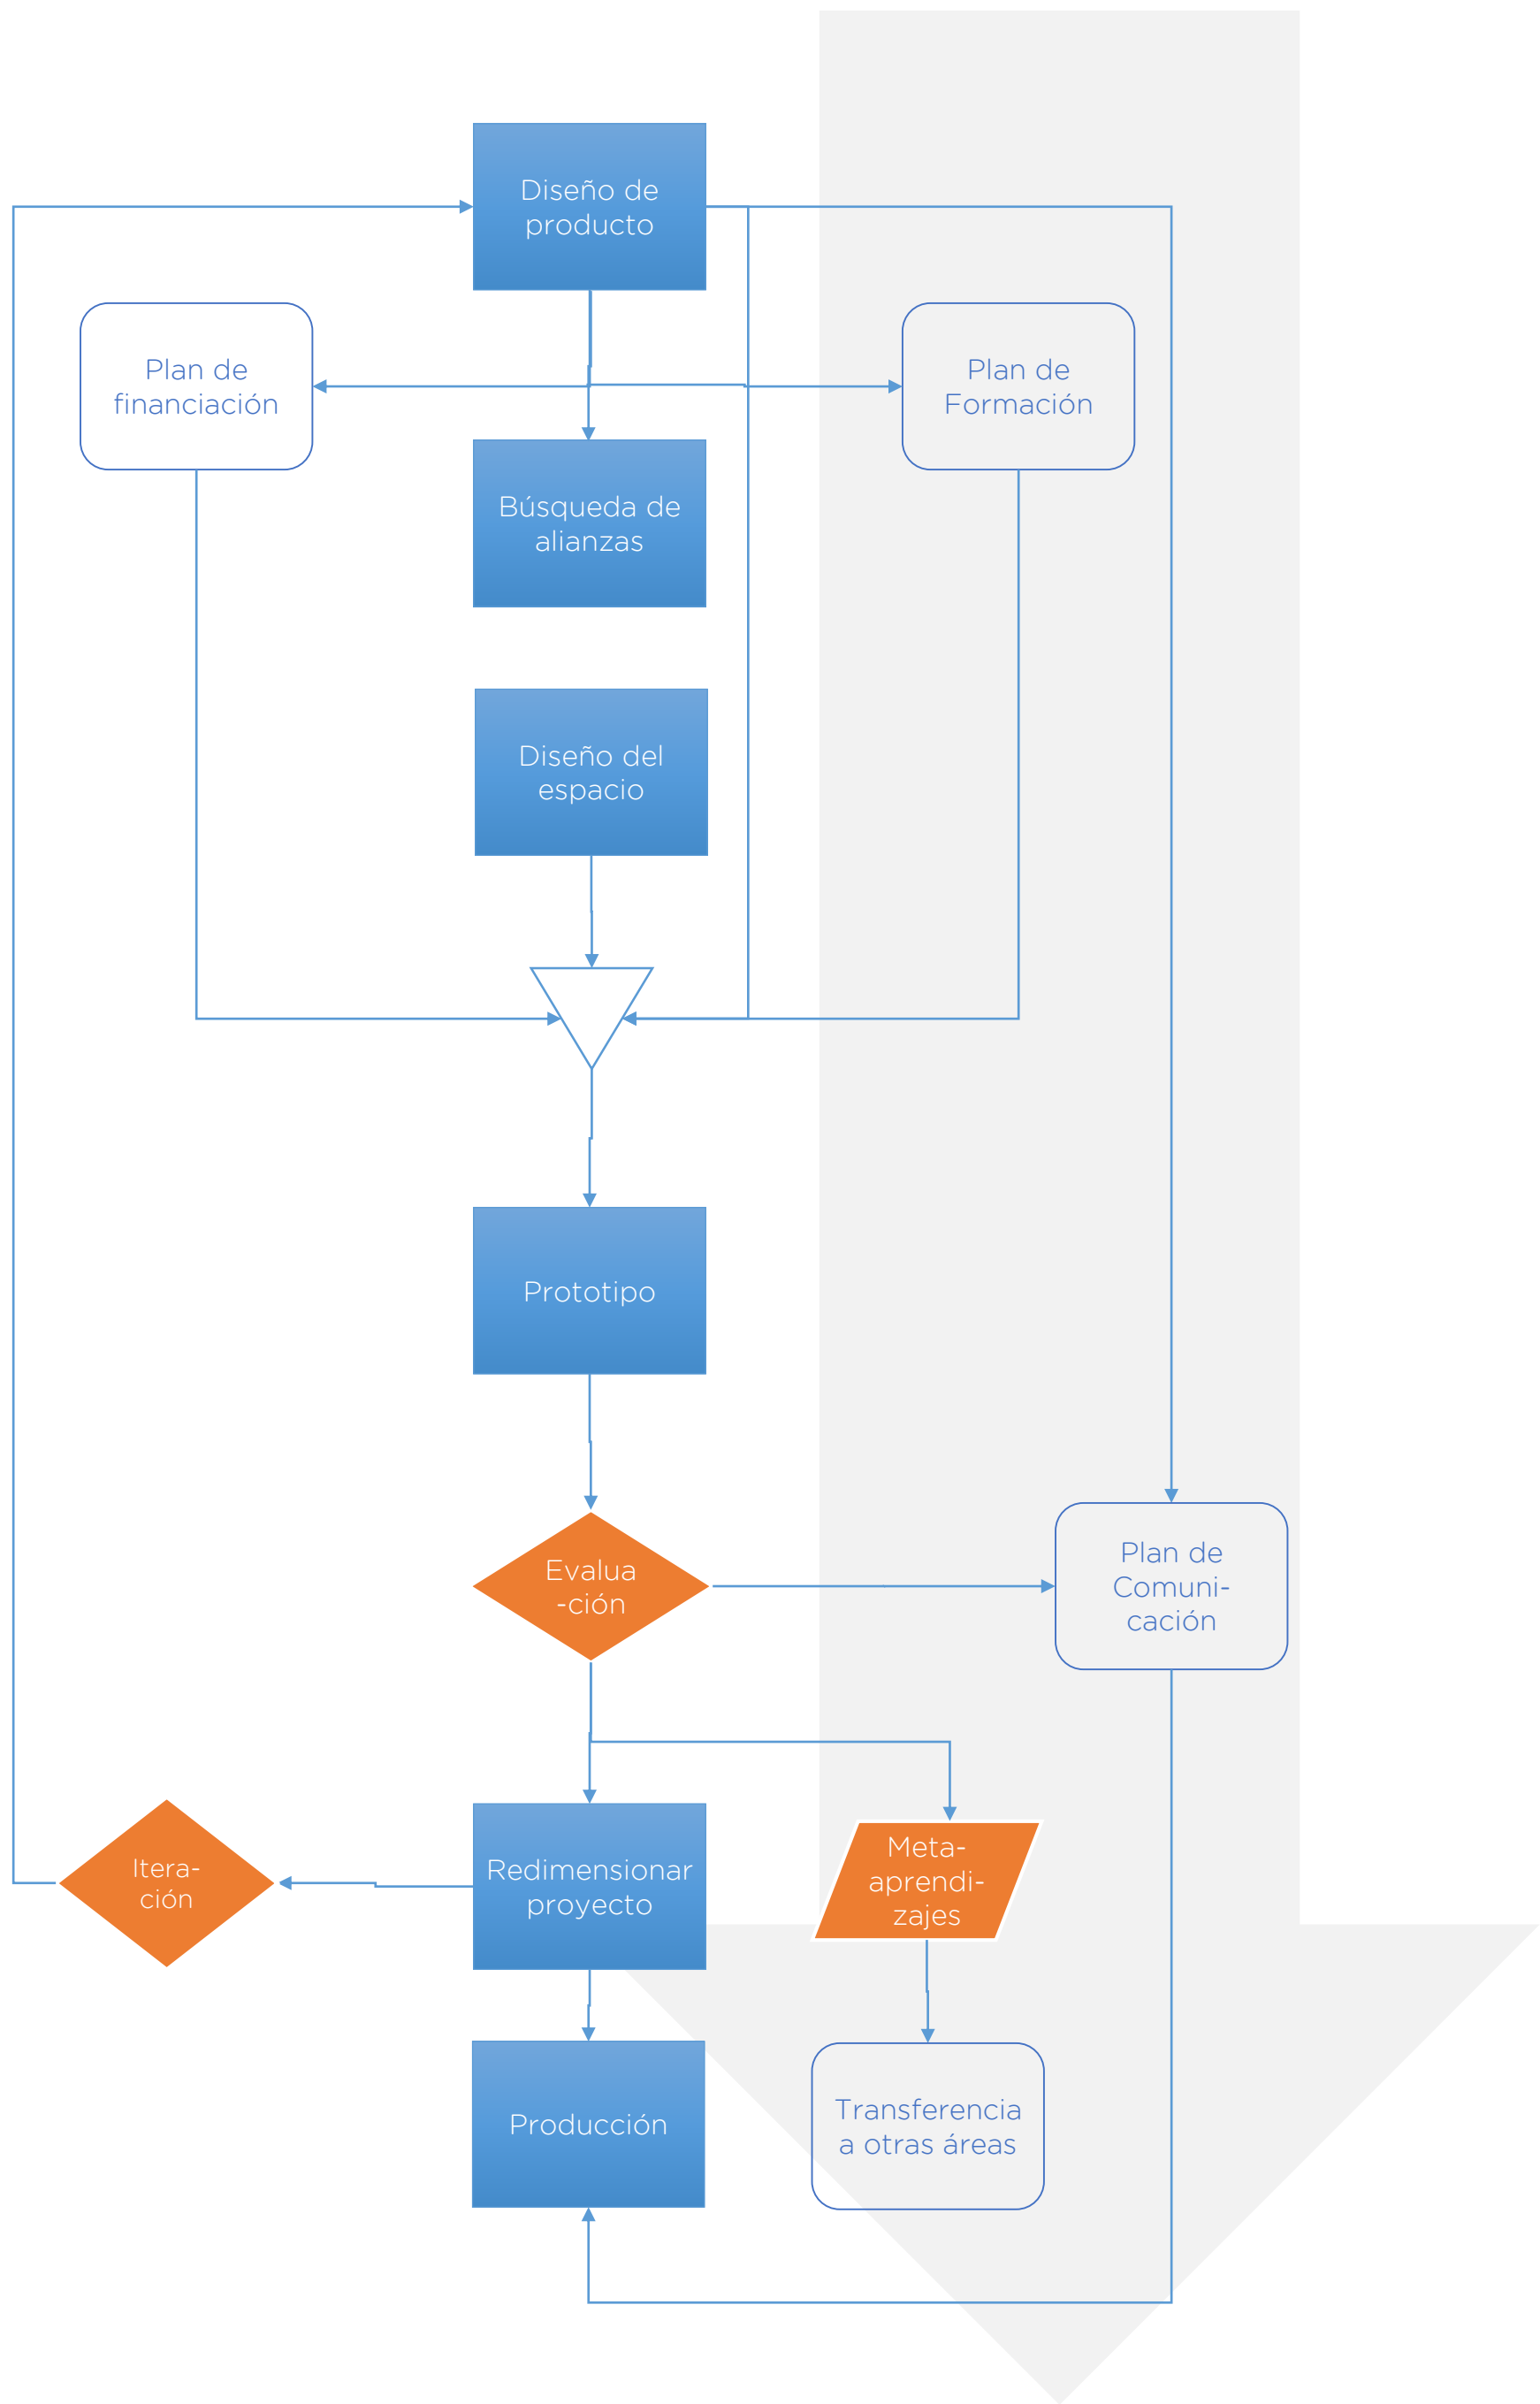 Diseño de
producto
Plan de
financiación
Plan de
Formación
Búsqueda de
alianzas
Diseño del
espacio
Prototipo
Evalua
-ción
Plan de
Comuni-
cación
Itera-
ción
Redimensionar
proyecto
Meta-
aprendi-
zajes
Producción
Transferencia
a otras áreas